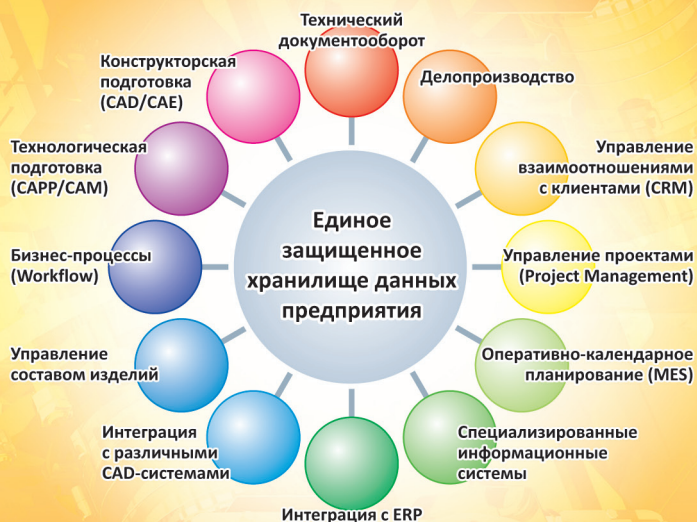 Технический
документооборот
Делопроизводство
Управление
взаимоотношениями
с клиентами (CRM)
Управление проектами
(Project Management)
Оперативно-календарное
планирование (MES)
Специализированные
информационные
системы
Интеграция с ERP
Интеграция
с различными
CAD-системами
Управление
составом изделий
Бизнес-процессы
(Workflow)
Технологическая
подготовка
(CAPP/CAM)
Конструкторская
подготовка
(CAD/CAE)
Единое
защищенное
хранилище данных
предприятия